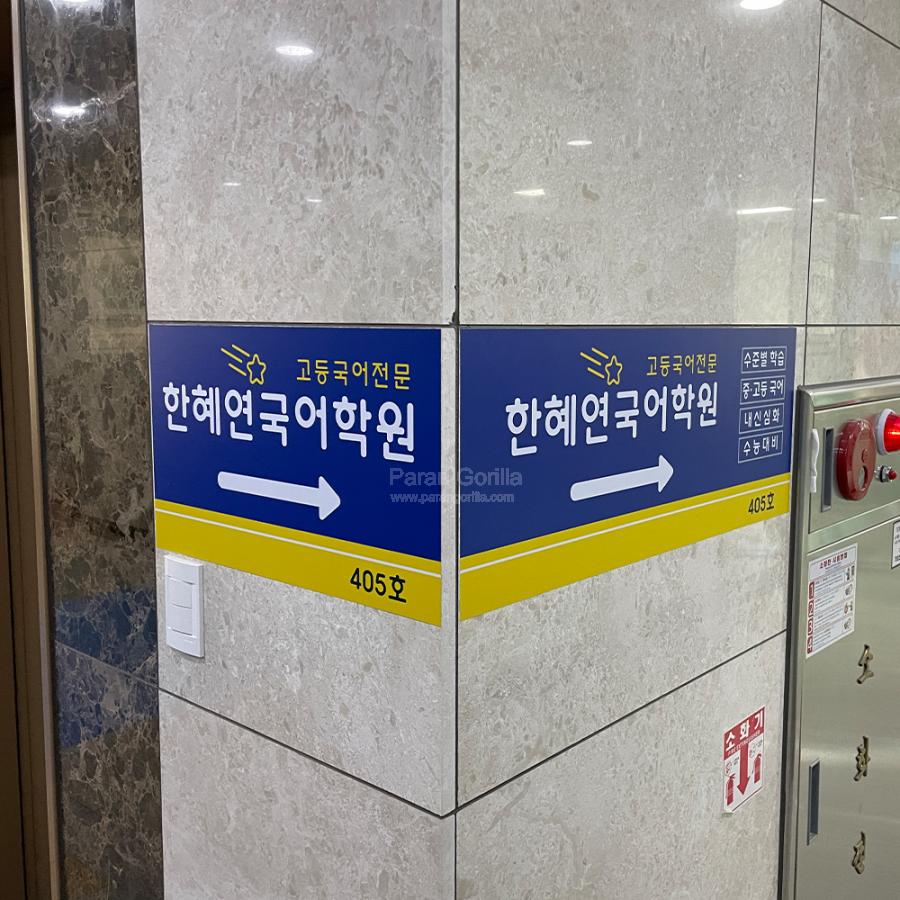 고등국어전문
한혜연국어학원
405호
고등국어전문
한혜연국어학원
수준별 학습
중·고등 국어
내신심화
수능대비
405호
Paran Gorilla
www.parangorilla.com
소화기
소
화
전